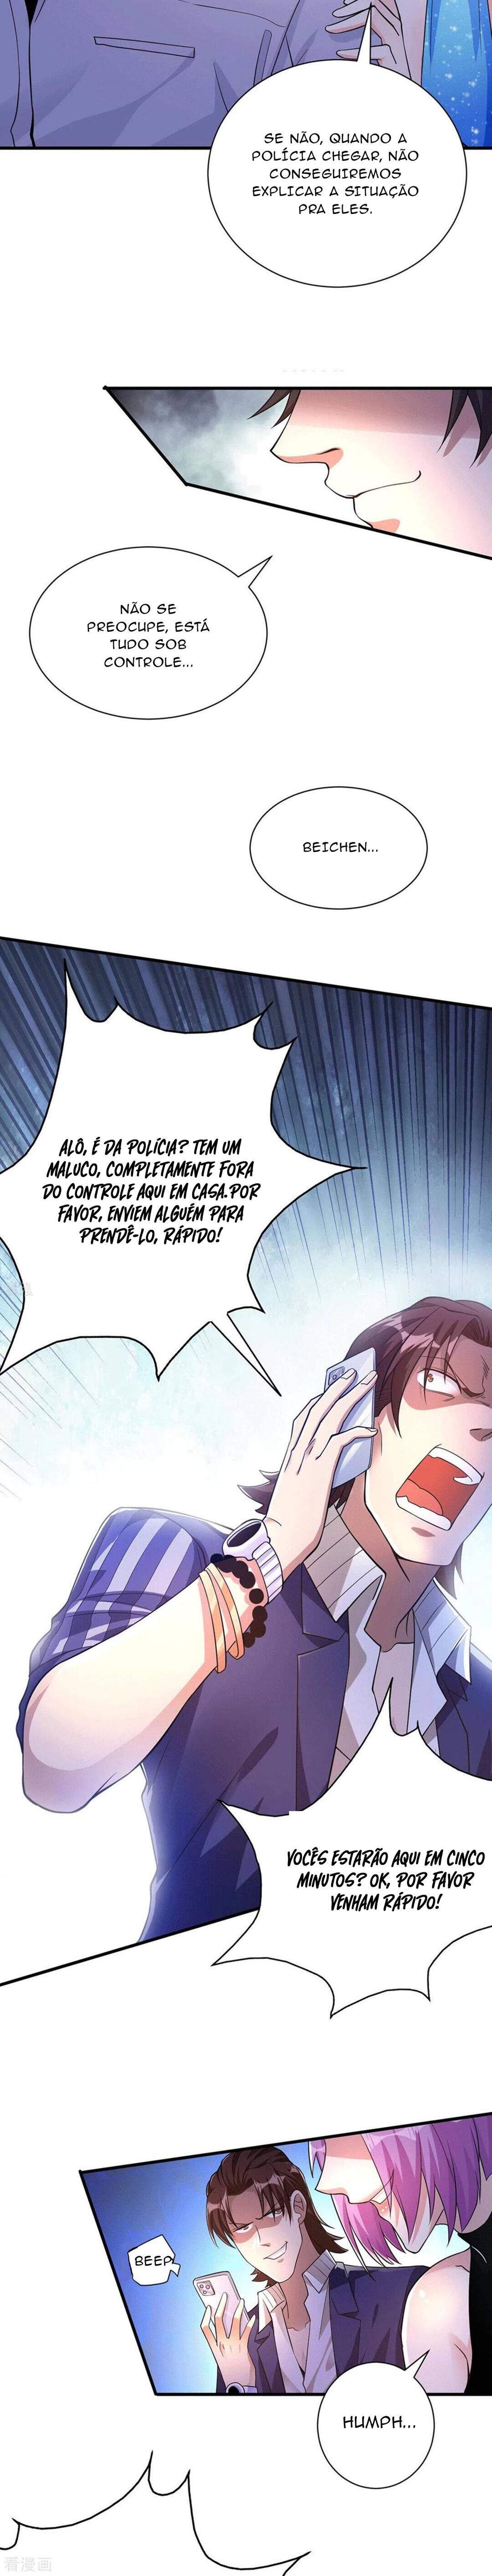 SE NÃO, QUANDO A
POLÍCIA CHEGAR, NÃO
CONSEGUIREMOS
EXPLICAR A SITUAÇÃO
PRA ELES.
NÃO SE
PREOCUPE, ESTÁ
TUDO SOB
CONTROLE...
BEICHEN...
ALÔ, É DA POLÍCIA? TEM UM
MALUCO, COMPLETAMENTE FORA
DO CONTROLE AQUI EM CASA.POR
FAVOR, ENVIEM ALGUÉM PARA
PRENDÊ-LO, RÁPIDO!
VOCÊS ESTARÃO AQUI EM CINCO
MINUTOS? OK, POR FAVOR
VENHAM RÁPIDO!
BEEP
HUMPH...
看漫画